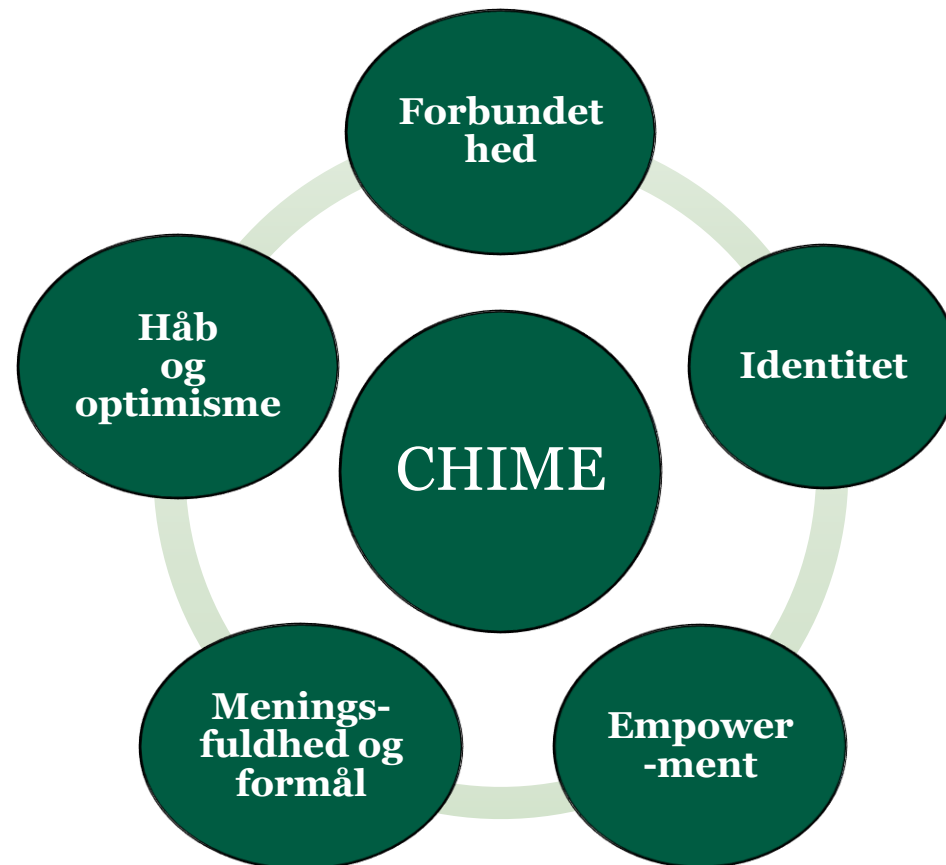 Forbundet
hed
Håb
og
optimisme
Identitet
CHIME
Menings-
fuldhed og
formål
Empower
-ment